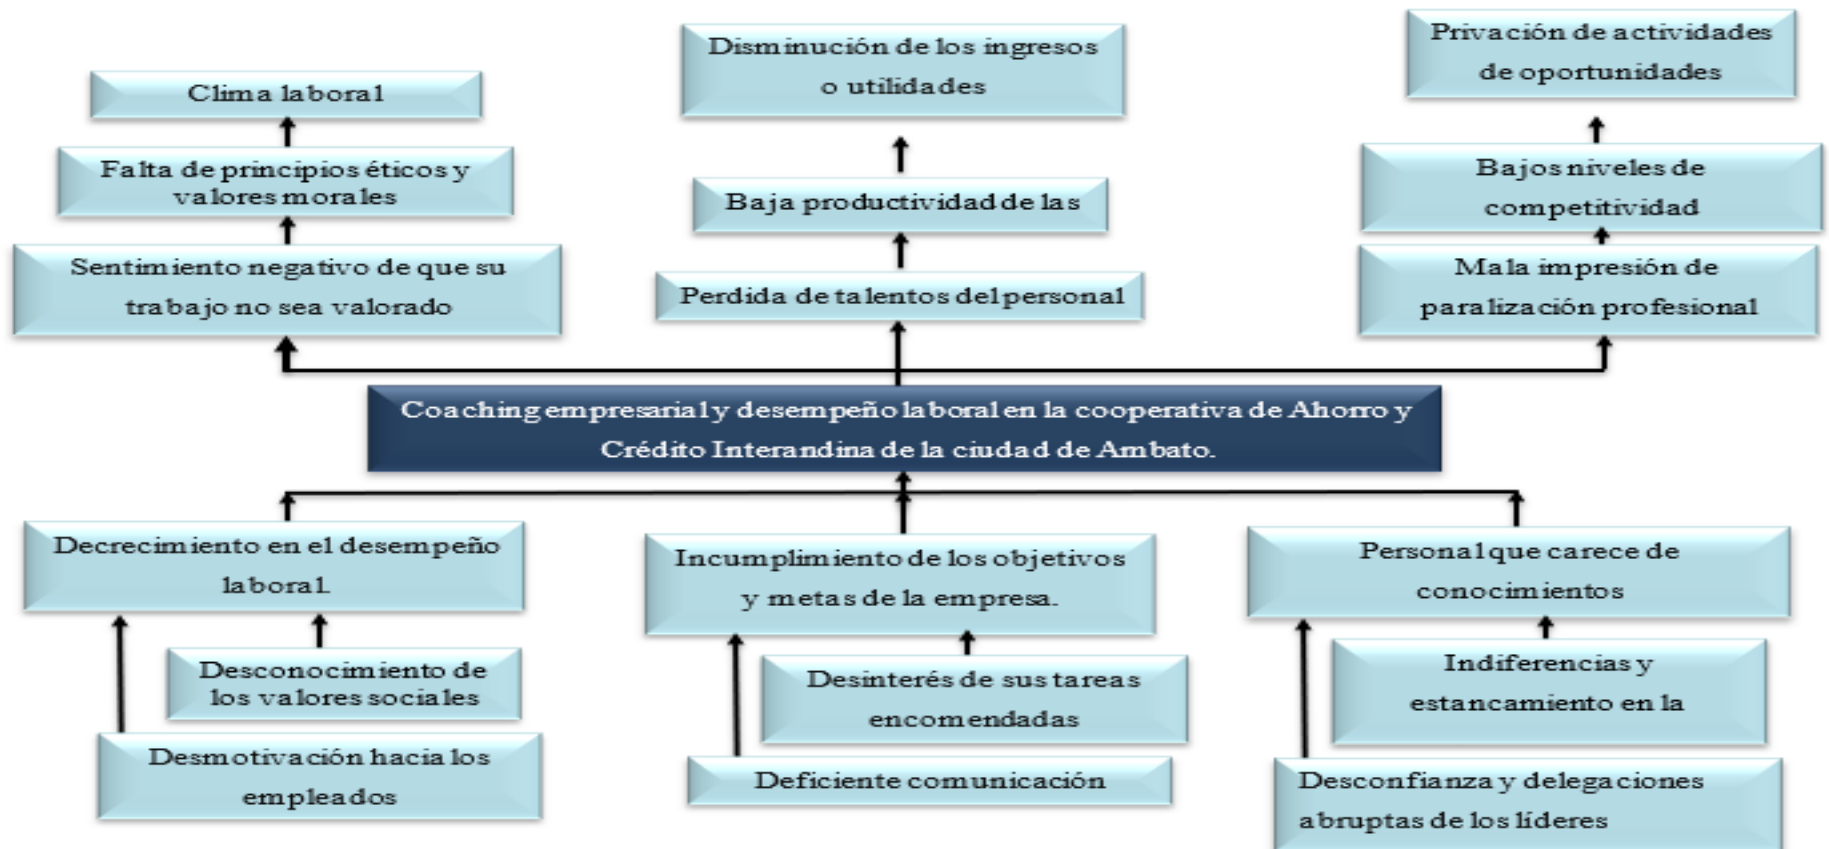 Disminución de los ingresos
o utilidades
Privación de actividades
de oportunidades
Clima laboral
Falta de principios éticos y
valores morales
Baja productividad de las
Bajos niveles de
competitividad
Sentimiento negativo de que su
trabajo no sea valorado
Perdida de talentos del personal
Mala impresión de
paralización profesional
Coaching empresarial y desempeño laboral en la cooperativa de Ahorro y
Crédito Interandina de la ciudad de Ambato.
Decrecimiento en el desempeño
laboral.
Incumplimiento de los objetivos
y metas de la empresa.
Personal que carece de
conocimientos
Desconocimiento de
los valores sociales
Desinterés de sus tareas
encomendadas
Indiferencias y
estancamiento en la
Desmotivación hacia los
empleados
Deficiente comunicación
Desconfianza y delegaciones
abruptas de los líderes